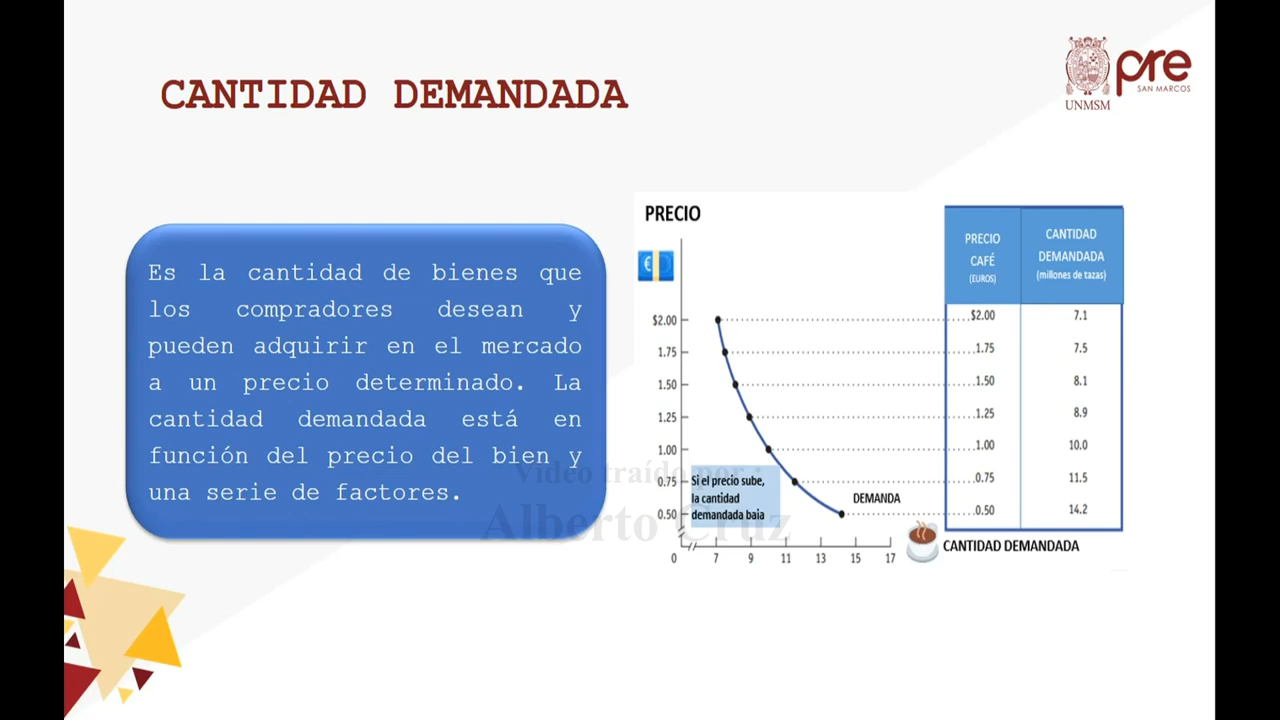 CANTIDAD DEMANDADA
UNMSM
pre
SAN MARCOS
Es la cantidad de bienes que
los compradores desean y
pueden adquirir en el mercado
a un precio determinado. La
cantidad demandada está en
función del precio del bien y
una serie de factores.
PRECIO
€
$2.00
1.75
1.50
1.25
1.00
0.75
0.50
0
7
9
11
13
15
17
Si el precio sube,
la cantidad
demandada baja
DEMANDA
CANTIDAD DEMANDADA
PRECIO CAFÉ (EUROS)
CANTIDAD DEMANDADA (millones de tazas)
$2.00 7.1
1.75 7.5
1.50 8.1
1.25 8.9
1.00 10.0
0.75 11.5
0.50 14.2
Video traído por :
Alberto Cruz